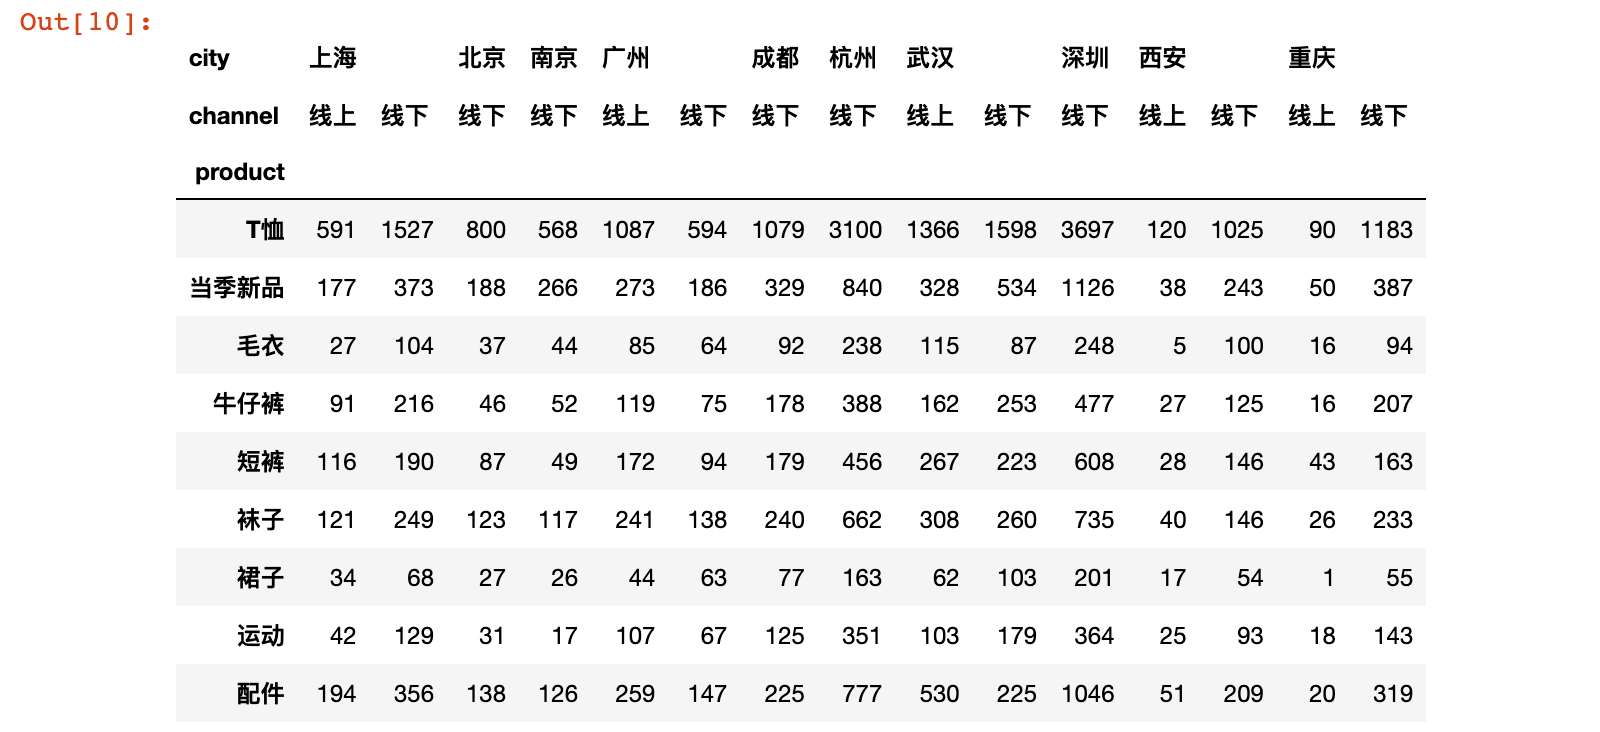 Out[10]:
city 上海 北京 南京 广州 成都 杭州 武汉 深圳 西安 重庆
channel 线上 线下 线下 线下 线上 线下 线下 线下 线上 线下 线下 线上 线下 线上 线下
product
T恤 591 1527 800 568 1087 594 1079 3100 1366 1598 3697 120 1025 90 1183
当季新品 177 373 188 266 273 186 329 840 328 534 1126 38 243 50 387
毛衣 27 104 37 44 85 64 92 238 115 87 248 5 100 16 94
牛仔裤 91 216 46 52 119 75 178 388 162 253 477 27 125 16 207
短裤 116 190 87 49 172 94 179 456 267 223 608 28 146 43 163
袜子 121 249 123 117 241 138 240 662 308 260 735 40 146 26 233
裙子 34 68 27 26 44 63 77 163 62 103 201 17 54 1 55
运动 42 129 31 17 107 67 125 351 103 179 364 25 93 18 143
配件 194 356 138 126 259 147 225 777 530 225 1046 51 209 20 319